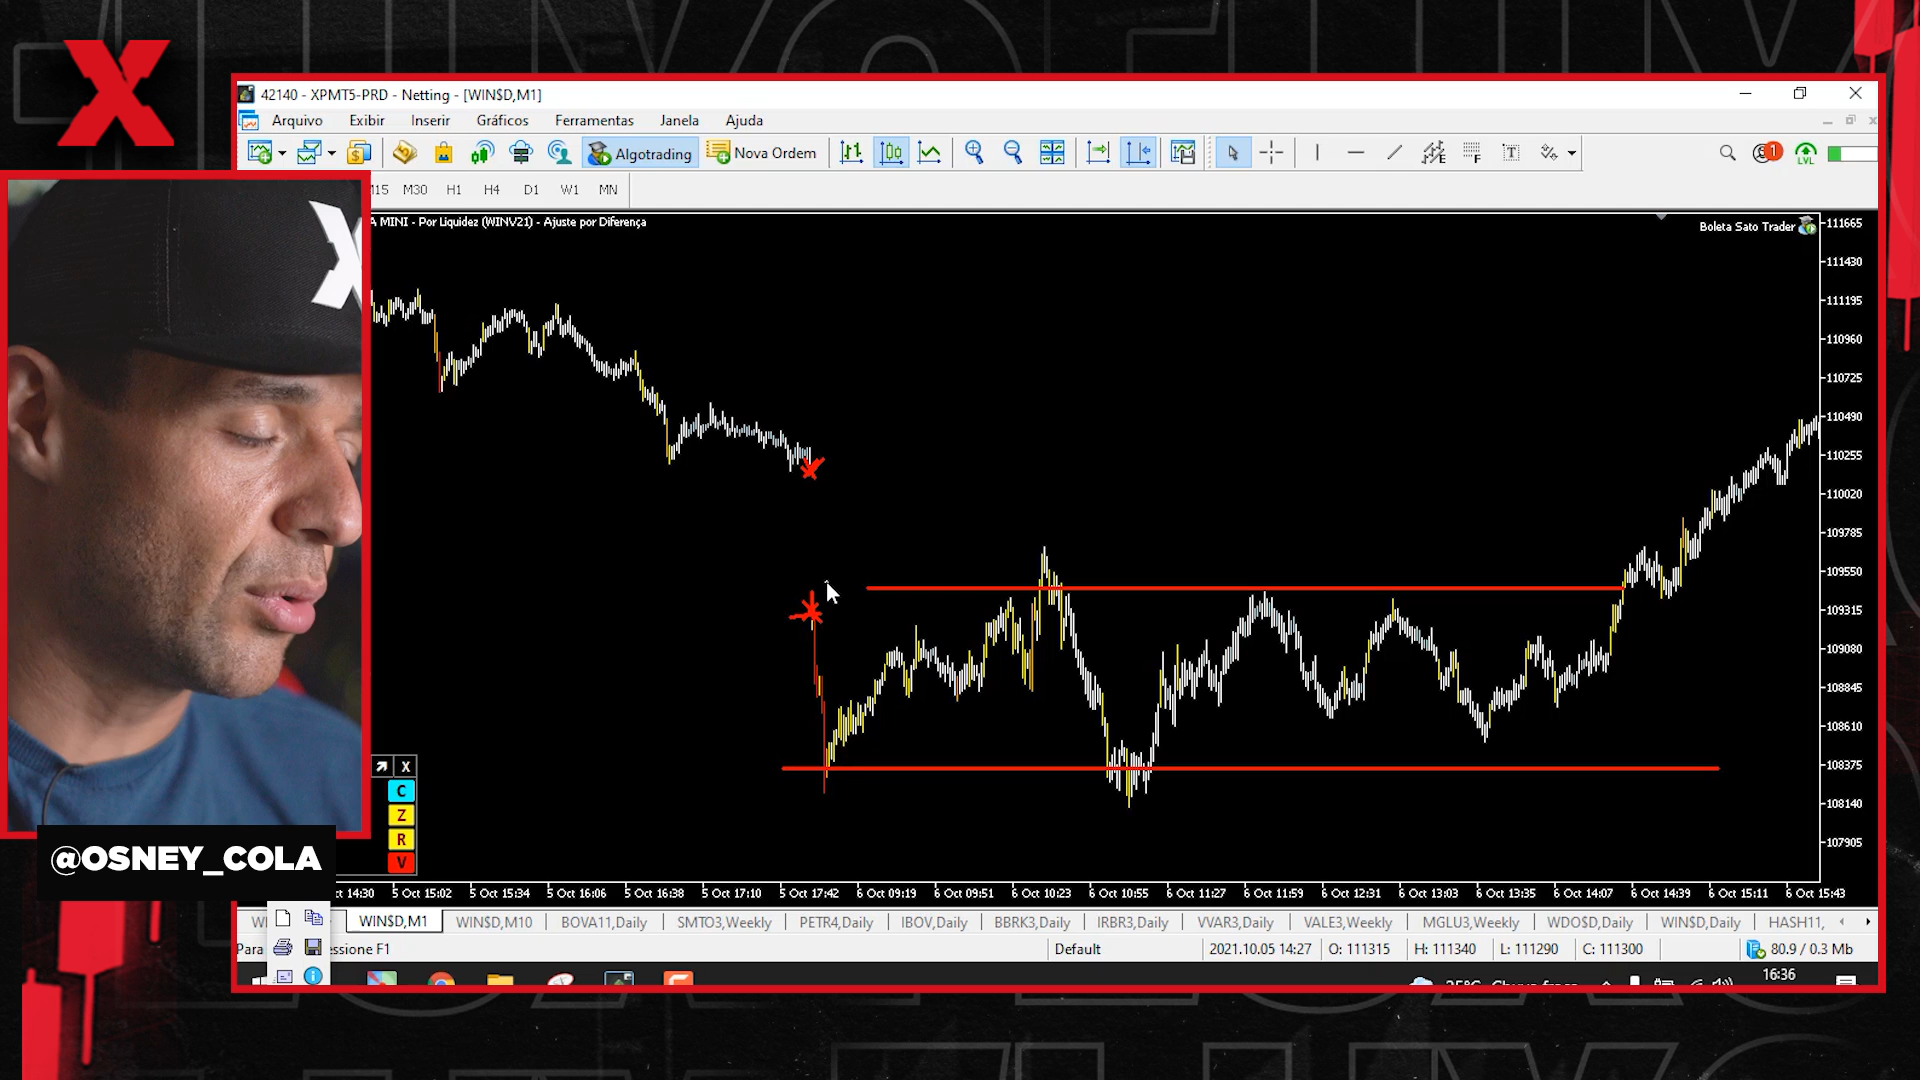 42140 - XPMT5-PRD - Netting - [WIN$D,M1]
Arquivo Exibir Inserir Gráficos Ferramentas Janela Ajuda
Algotrading Nova Ordem 1 LVL
M30 H1 H4 D1 W1 MN
A MINI - Por Liquidez (WINV21) - Ajuste por Diferença
Boleta Sato Trader
111665
111430
111195
110960
110725
110490
110255
110020
109785
109550
109315
109080
108845
108610
108375
108140
107905
X
C
Z
R
V
@OSNEY_COLA
14:30 5 Oct 15:02 5 Oct 15:34 5 Oct 16:06 5 Oct 16:38 5 Oct 17:10 5 Oct 17:42 6 Oct 09:19 6 Oct 09:51 6 Oct 10:23 6 Oct 10:55 6 Oct 11:27 6 Oct 11:59 6 Oct 12:31 6 Oct 13:03 6 Oct 13:35 6 Oct 14:07 6 Oct 14:39 6 Oct 15:11 6 Oct 15:43
WIN$D,M1 WIN$D,M10 BOVA11,Daily SMTO3,Weekly PETR4,Daily IBOV,Daily BBRK3,Daily IRBR3,Daily VVAR3,Daily VALE3,Weekly MGLU3,Weekly WDO$D,Daily WIN$D,Daily HASH11,
Para essione F1 Default 2021.10.05 14:27 O: 111315 H: 111340 L: 111290 C: 111300 80.9 / 0.3 Mb
16:36